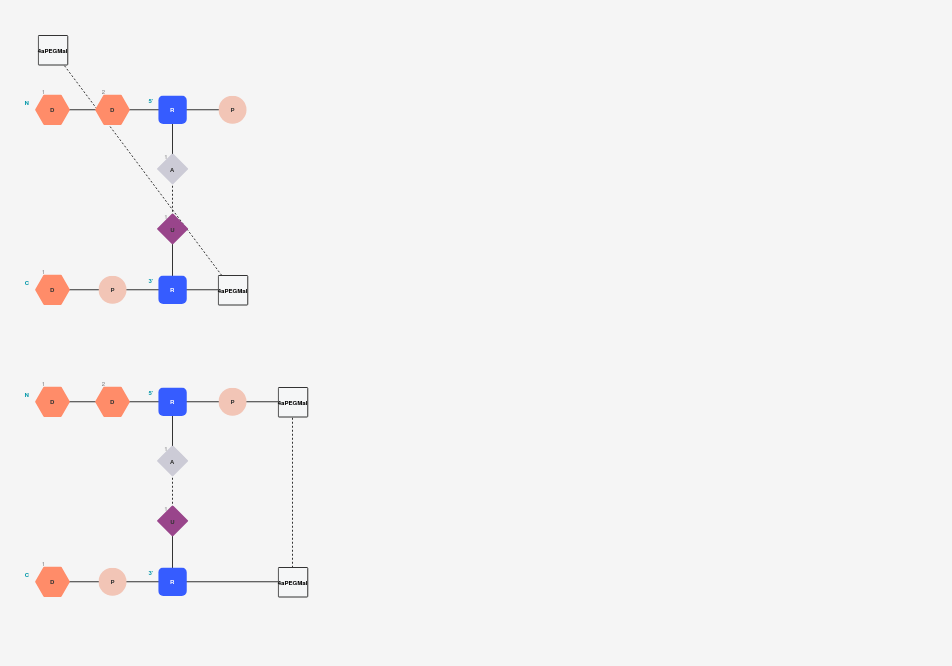 4aPEGMal
1 2
N D D 5' R P
1
A
1
U
1
C D P 3' R 4aPEGMal
1 2
N D D 5' R P 4aPEGMal
1
A
1
U
1
C D P 3' R 4aPEGMal